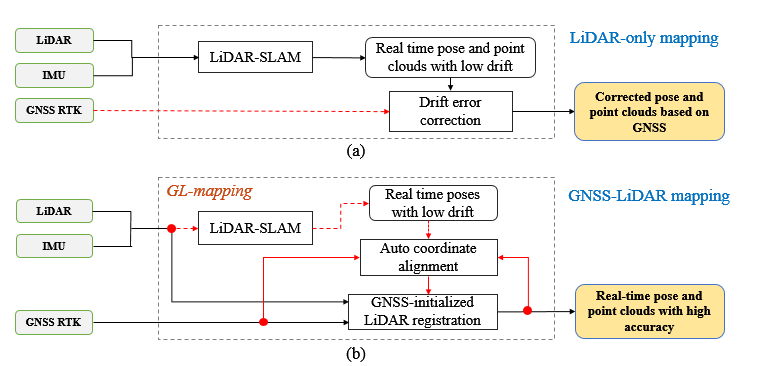 LiDAR
IMU
GNSS RTK
LiDAR-SLAM
Real time pose and point
clouds with low drift
Drift error
correction
LiDAR-only mapping
Corrected pose and
point clouds based on
GNSS
(a)
GL-mapping
LiDAR
IMU
GNSS RTK
LiDAR-SLAM
Real time poses
with low drift
Auto coordinate
alignment
GNSS-initialized
LiDAR registration
GNSS-LiDAR mapping
Real-time pose and
point clouds with high
accuracy
(b)